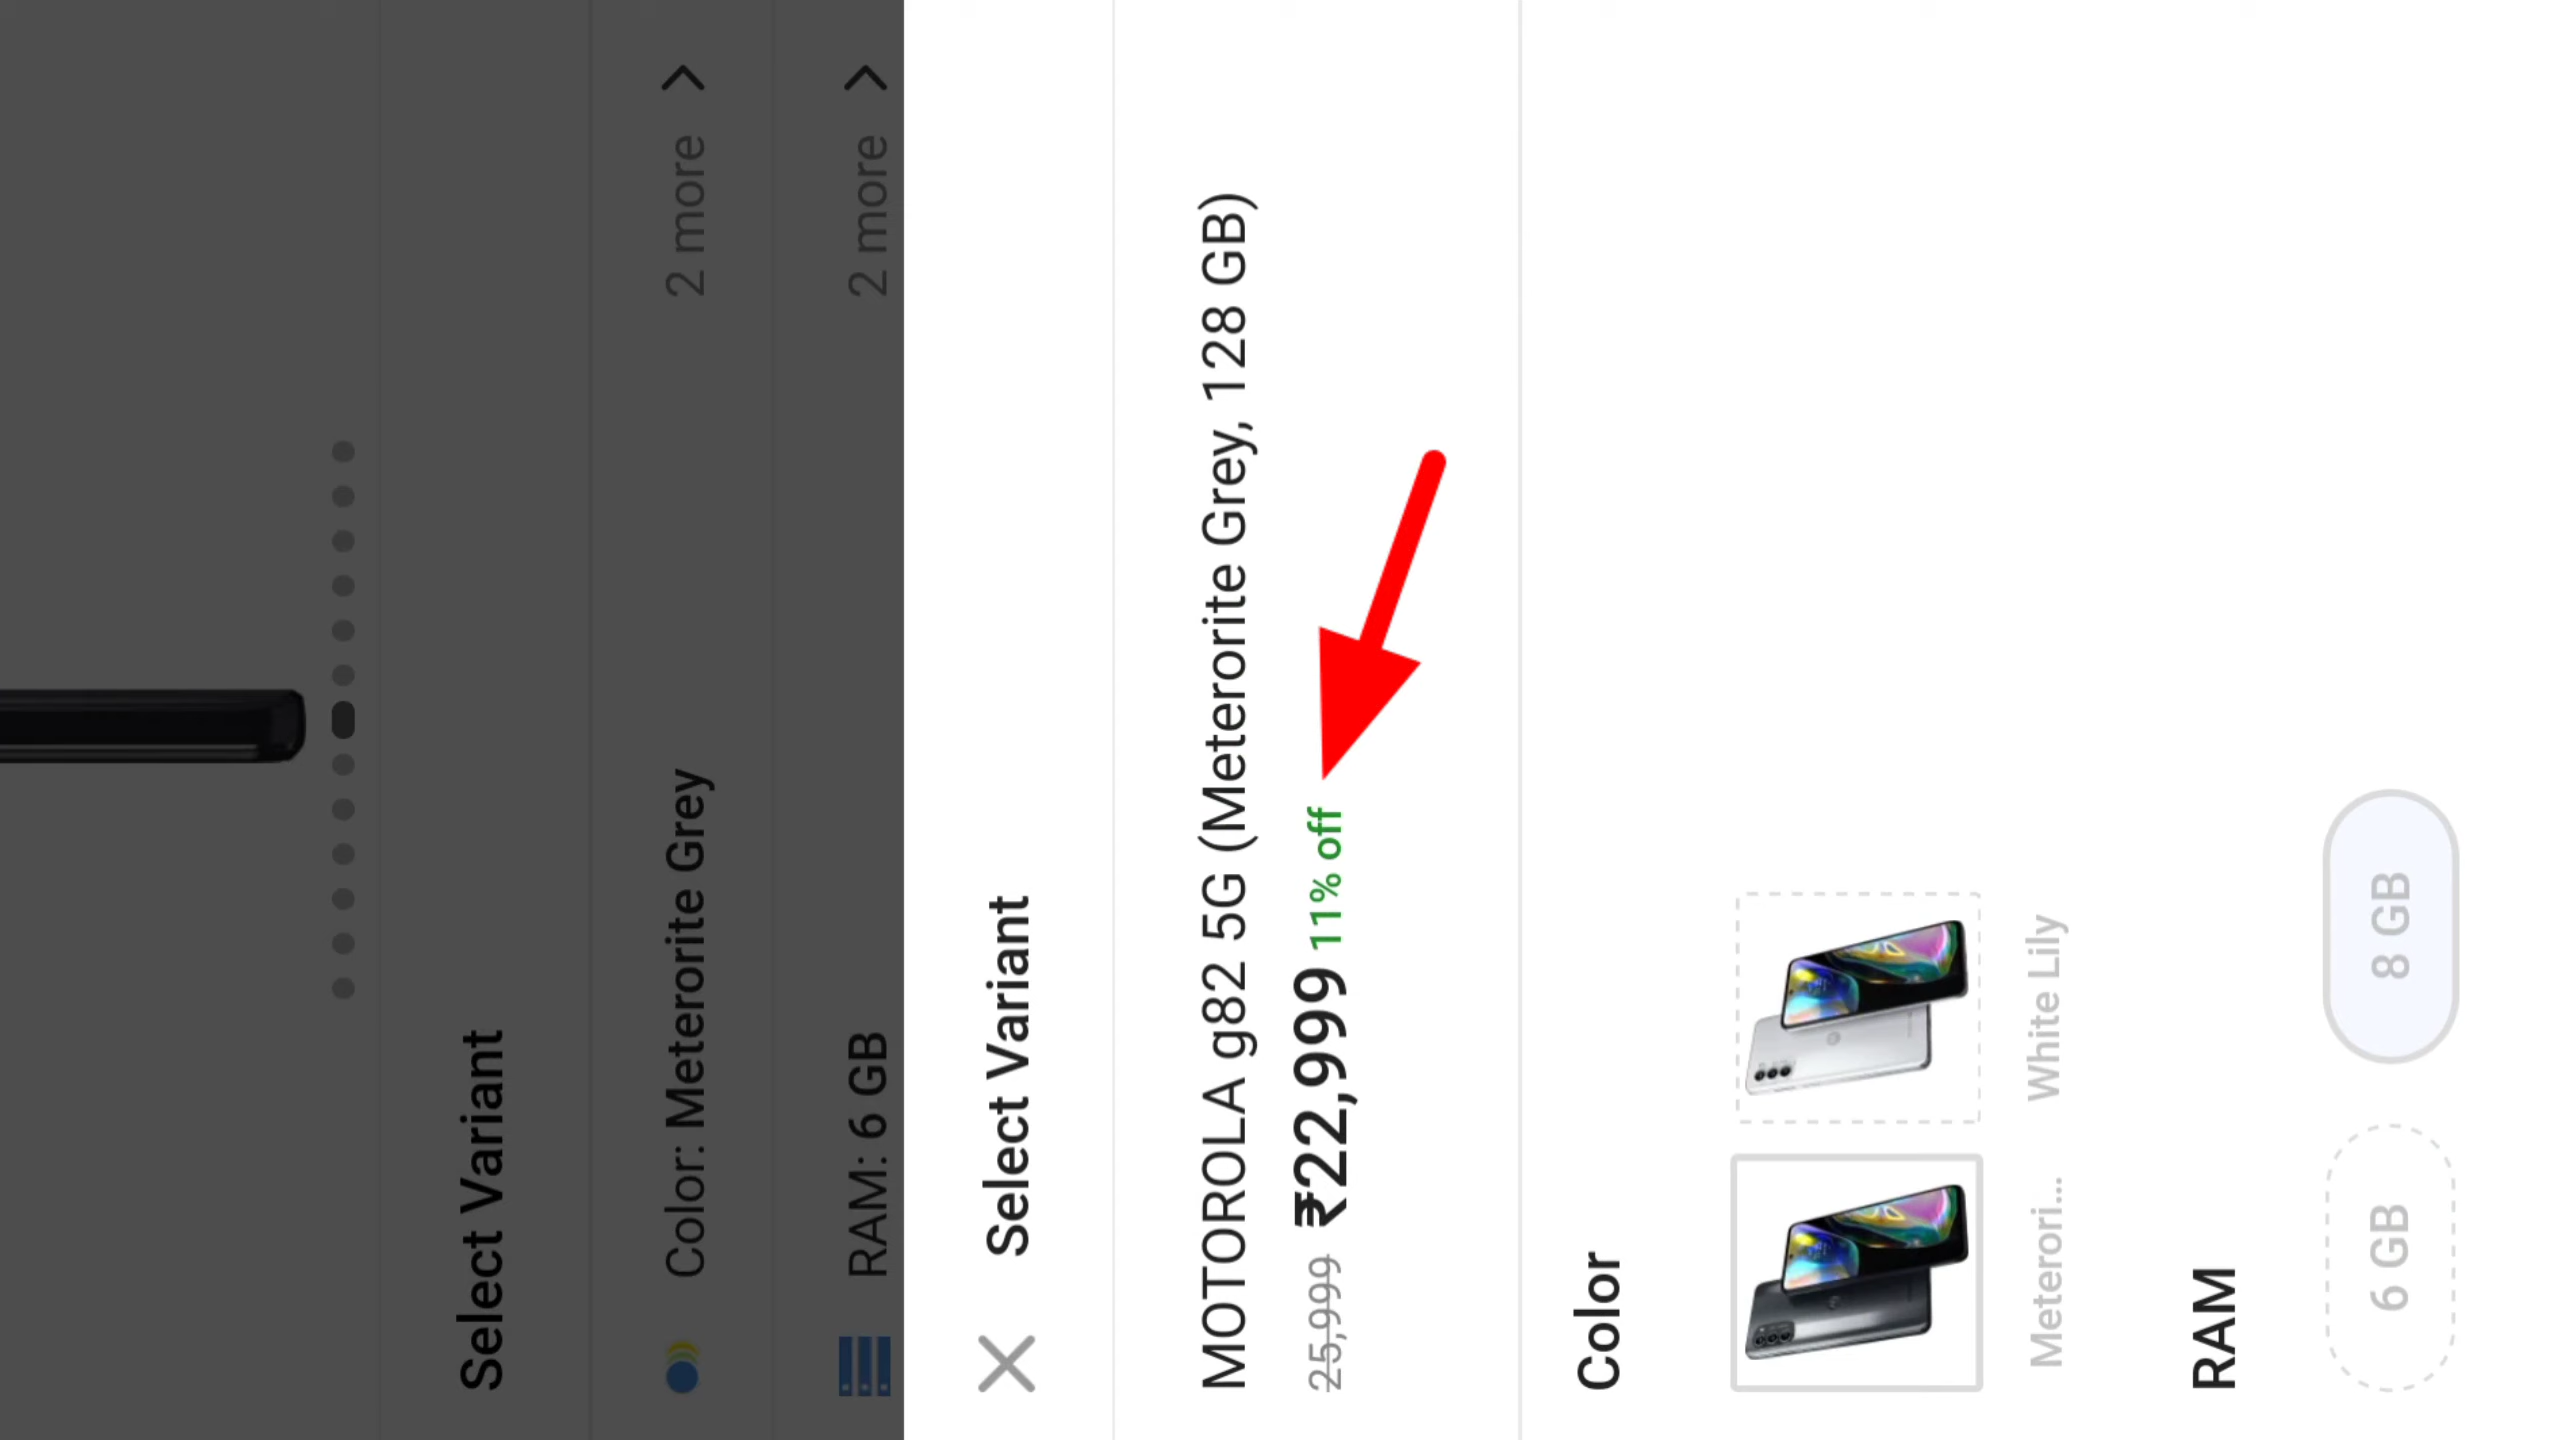 Select Variant
Color: Meterorite Grey
2 more
RAM: 6 GB
2 more
Select Variant
MOTOROLA g82 5G (Meterorite Grey, 128 GB)
25,999 ₹22,999 11% off
Color
Meterori... White Lily
RAM
6 GB 8 GB